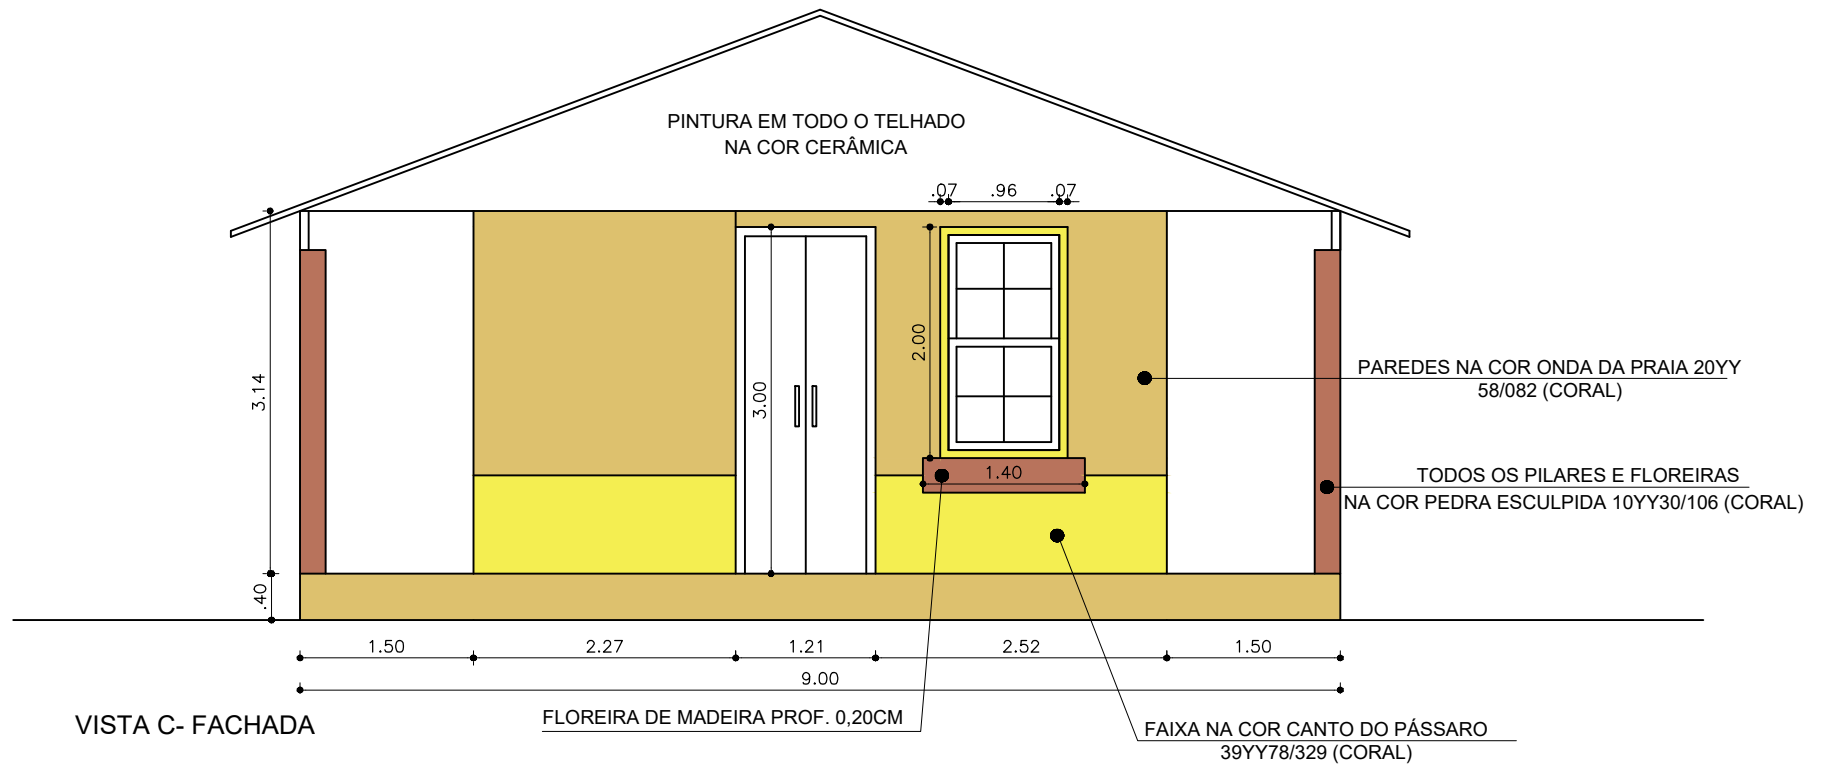 PINTURA EM TODO O TELHADO
NA COR CERÂMICA
.07 .96 .07
2.00
3.14
3.00
PAREDES NA COR ONDA DA PRAIA 20YY
58/082 (CORAL)
1.40
TODOS OS PILARES E FLOREIRAS
NA COR PEDRA ESCULPIDA 10YY30/106 (CORAL)
.40
1.50 2.27 1.21 2.52 1.50
9.00
VISTA C- FACHADA
FLOREIRA DE MADEIRA PROF. 0,20CM
FAIXA NA COR CANTO DO PÁSSARO
39YY78/329 (CORAL)